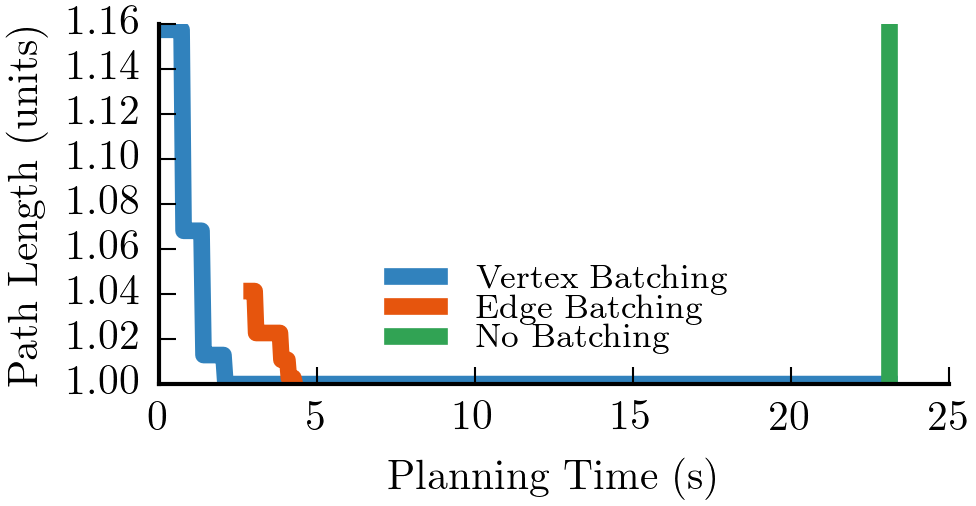 Path Length (units)
1.16
1.14
1.12
1.10
1.08
1.06
1.04
1.02
1.00
Vertex Batching
Edge Batching
No Batching
0 5 10 15 20 25
Planning Time (s)